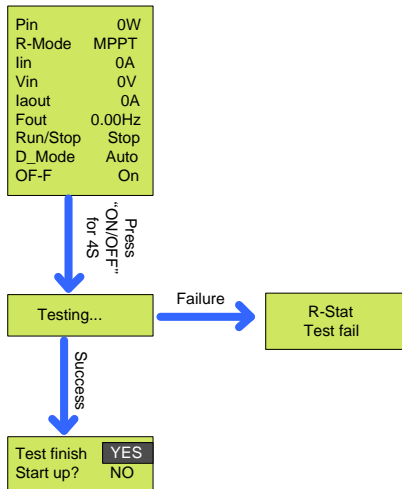 Pin 0W
R-Mode MPPT
Iin 0A
Vin 0V
Iaout 0A
Fout 0.00Hz
Run/Stop Stop
D_Mode Auto
OF-F On
Press
“ON/OFF”
for 4S
Testing...
Failure
R-Stat
Test fail
Success
Test finish YES
Start up? NO